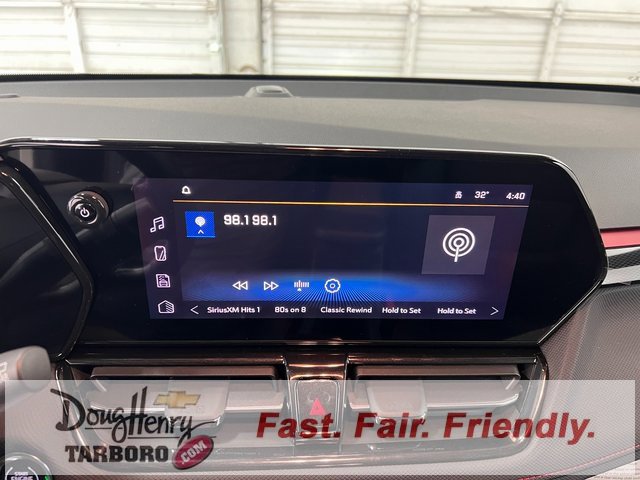 32° 4:40
98.1 98.1
SiriusXM Hits 1 80s on 8 Classic Rewind Hold to Set Hold to Set
DougHenry
TARBORO.COM
Fast. Fair. Friendly.
ENGINE